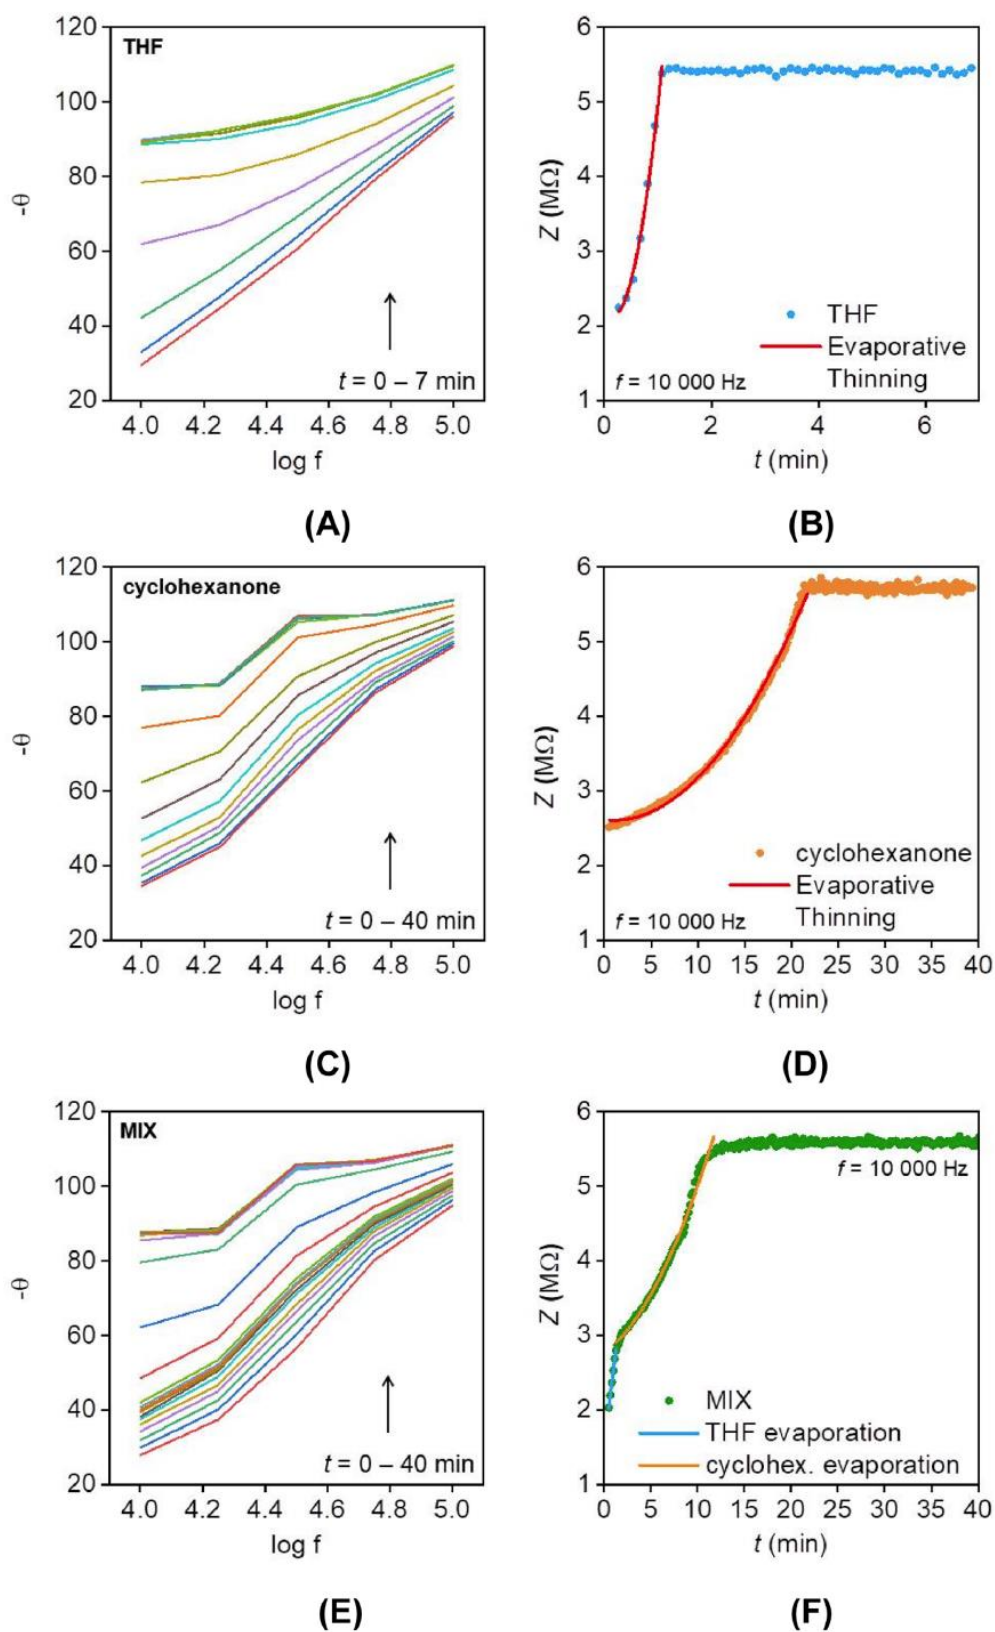 120
100
80
60
40
20
-θ
THF
t = 0 – 7 min
4.0 4.2 4.4 4.6 4.8 5.0
log f
(A)
6
5
4
3
2
1
Z (MΩ)
THF
Evaporative
Thinning
f = 10 000 Hz
0 2 4 6
t (min)
(B)
120
100
80
60
40
20
-θ
cyclohexanone
t = 0 – 40 min
4.0 4.2 4.4 4.6 4.8 5.0
log f
(C)
6
5
4
3
2
1
Z (MΩ)
cyclohexanone
Evaporative
Thinning
f = 10 000 Hz
0 5 10 15 20 25 30 35 40
t (min)
(D)
120
100
80
60
40
20
-θ
MIX
t = 0 – 40 min
4.0 4.2 4.4 4.6 4.8 5.0
log f
(E)
6
5
4
3
2
1
Z (MΩ)
f = 10 000 Hz
MIX
THF evaporation
cyclohex. evaporation
0 5 10 15 20 25 30 35 40
t (min)
(F)